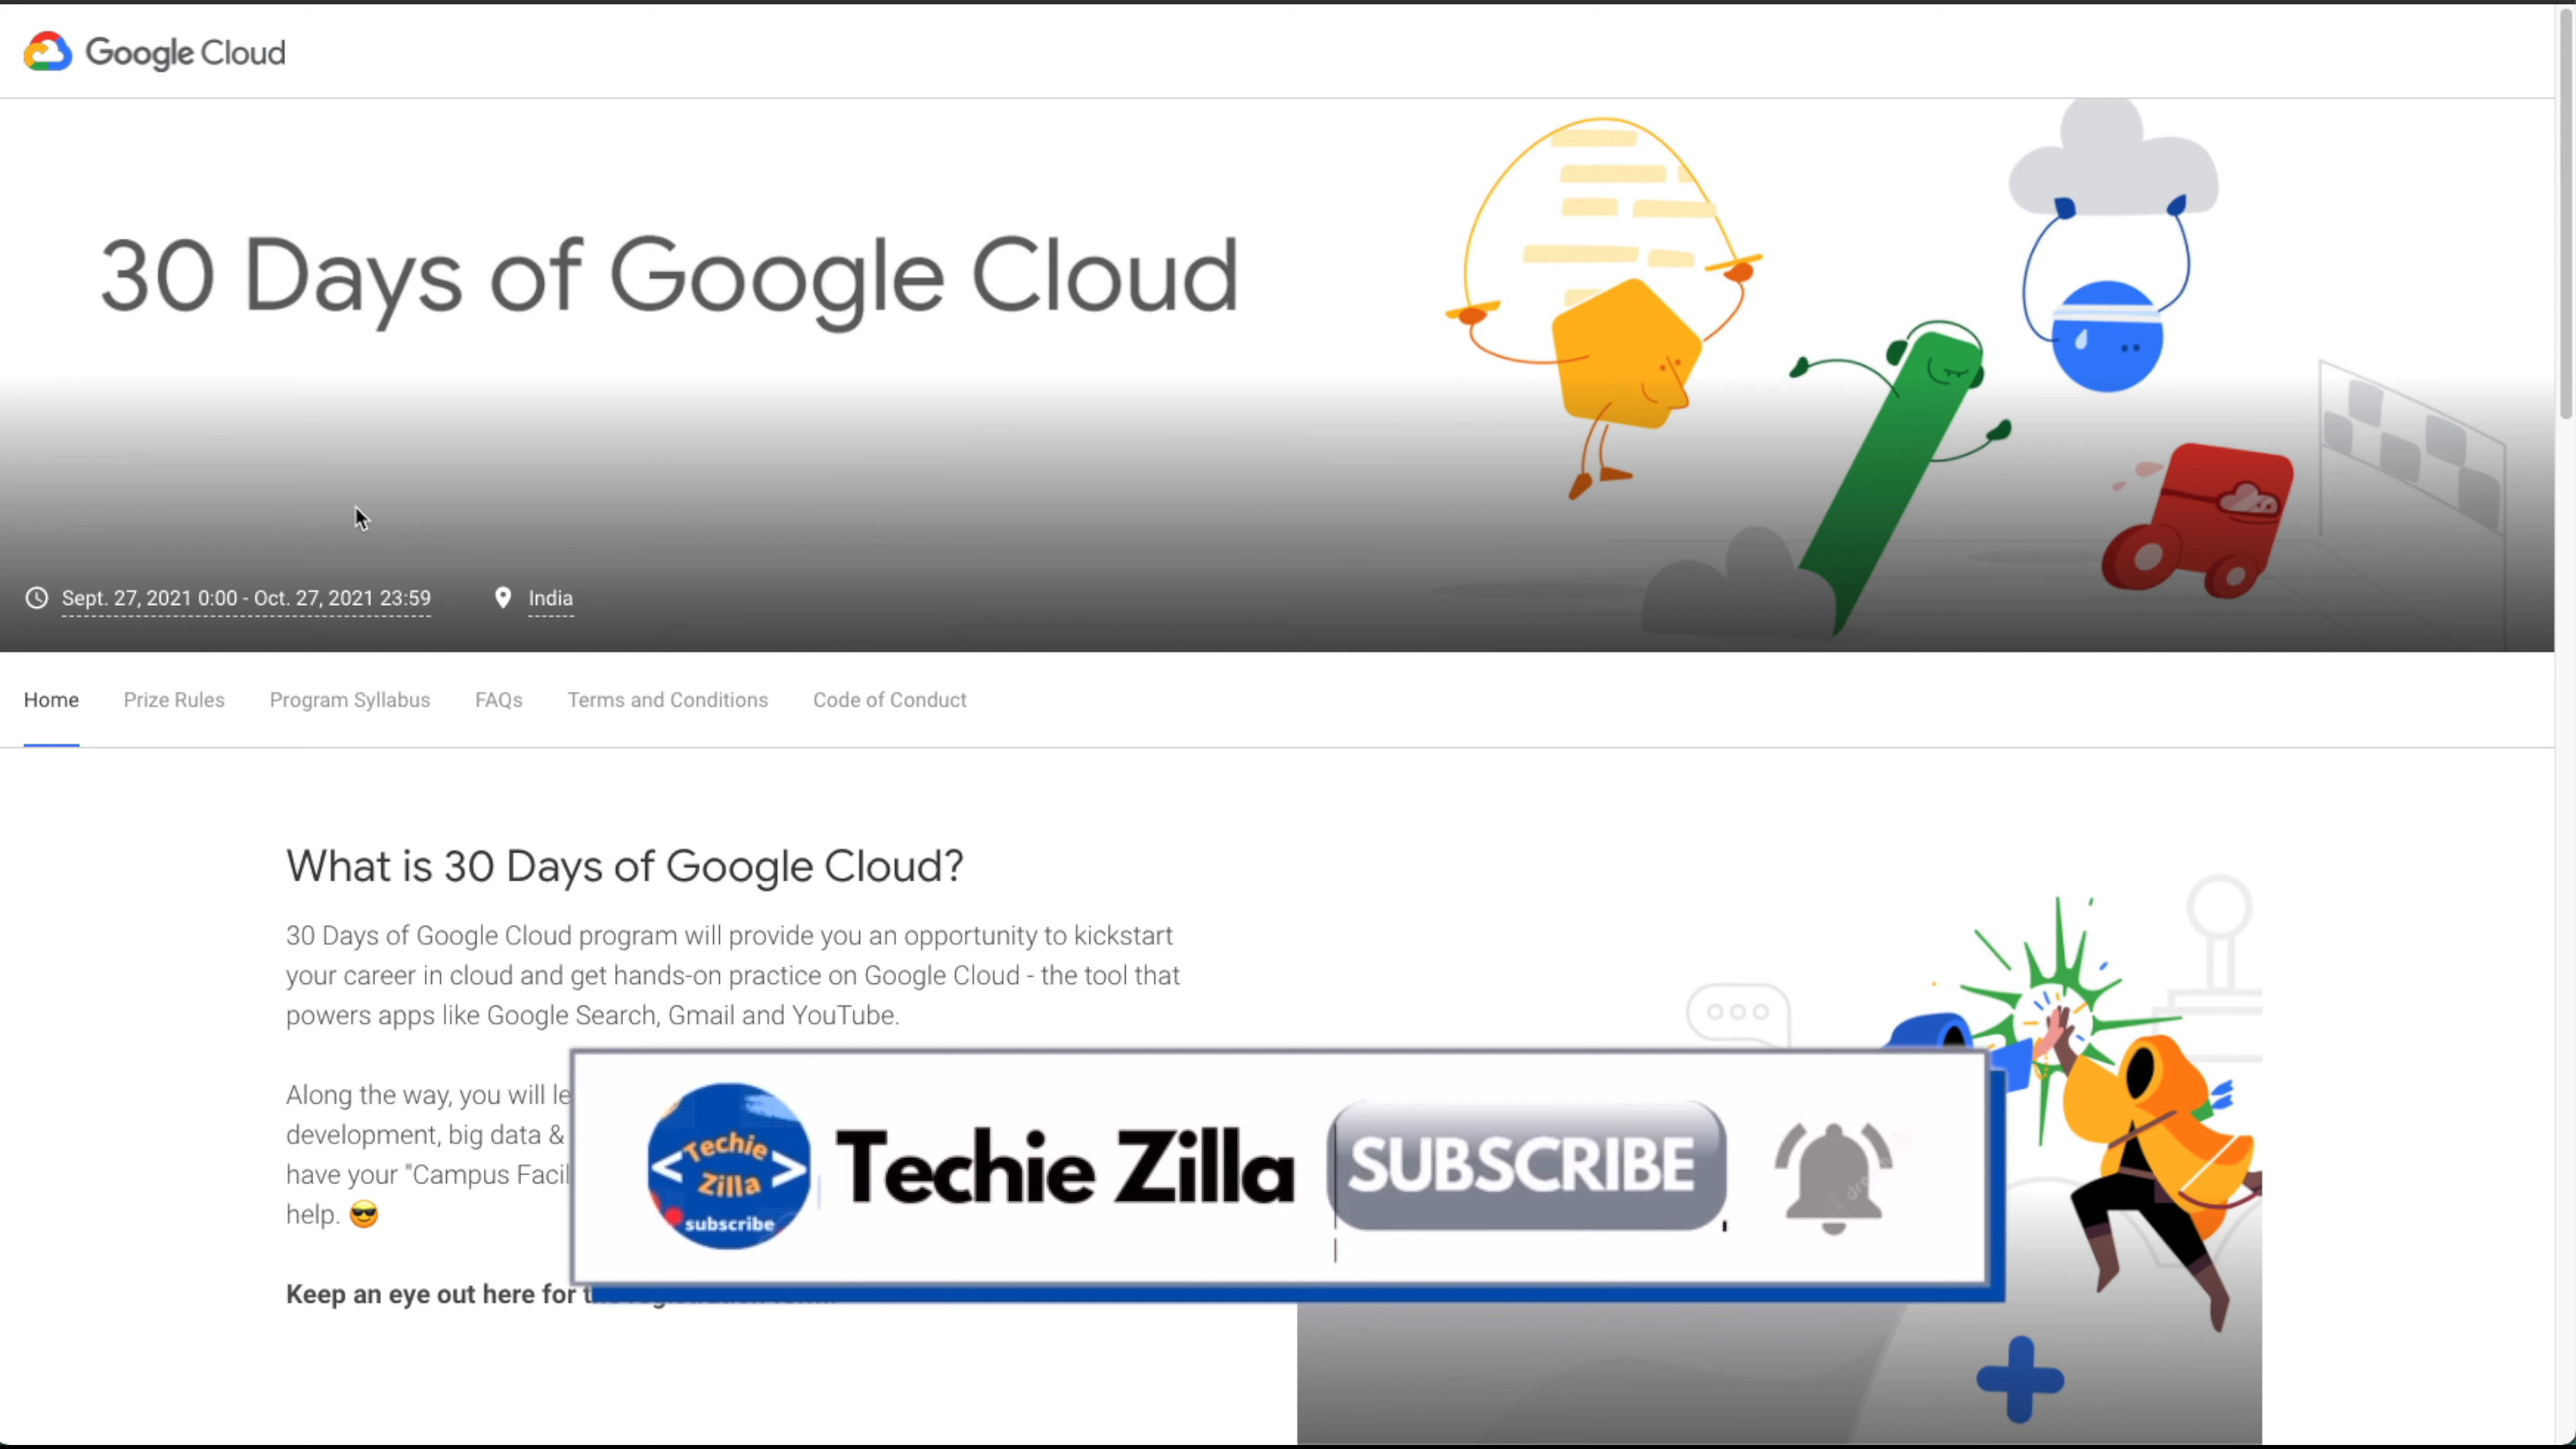 Google Cloud
30 Days of Google Cloud
Sept. 27, 2021 0:00 - Oct. 27, 2021 23:59
India
Home
Prize Rules
Program Syllabus
FAQs
Terms and Conditions
Code of Conduct
What is 30 Days of Google Cloud?
30 Days of Google Cloud program will provide you an opportunity to kickstart
your career in cloud and get hands-on practice on Google Cloud - the tool that
powers apps like Google Search, Gmail and YouTube.
Along the way, you will le
development, big data &
have your "Campus Facil
help. 😎
Keep an eye out here for
<Techie
Zilla>
subscribe
Techie Zilla
SUBSCRIBE